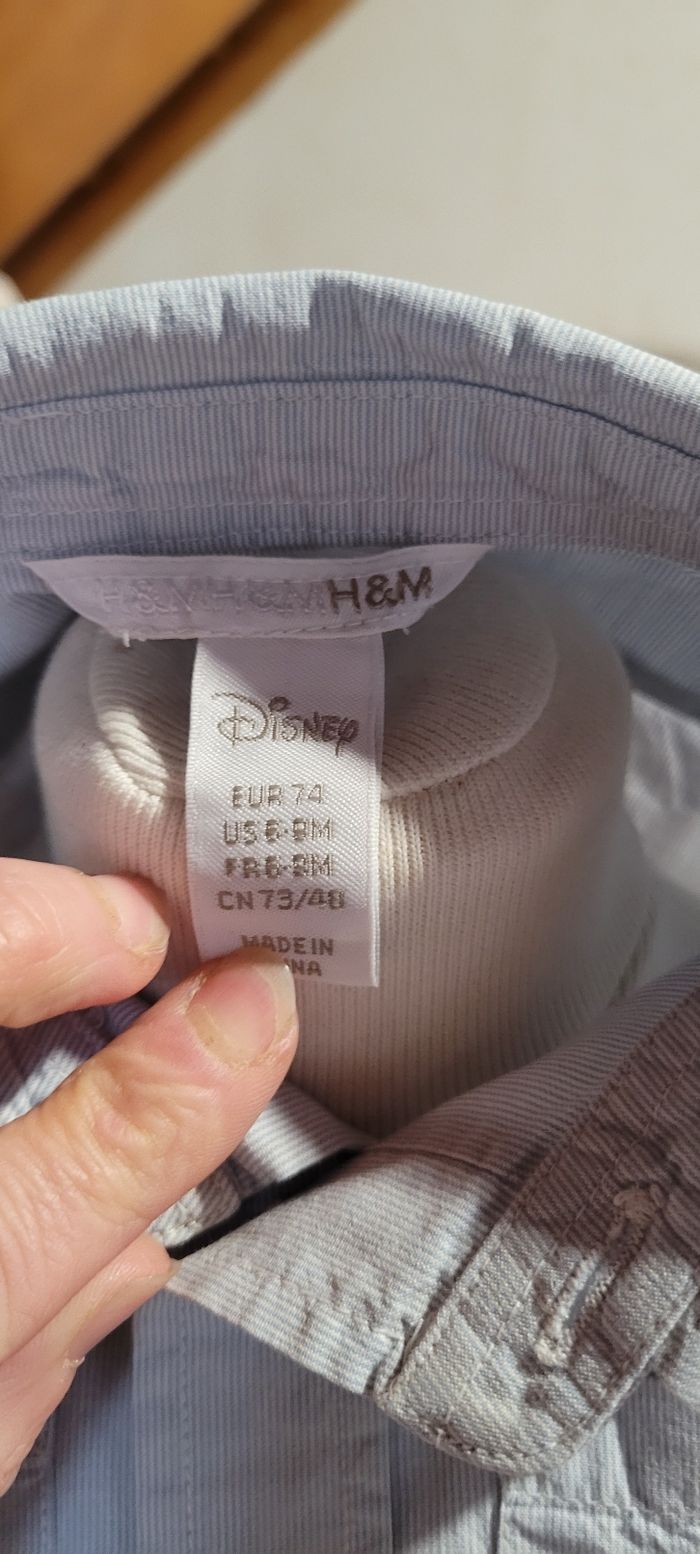 H&M H&M H&M
Disney
EUR 74
US 6-9M
FR 6-9M
CN 73/48
MADE IN